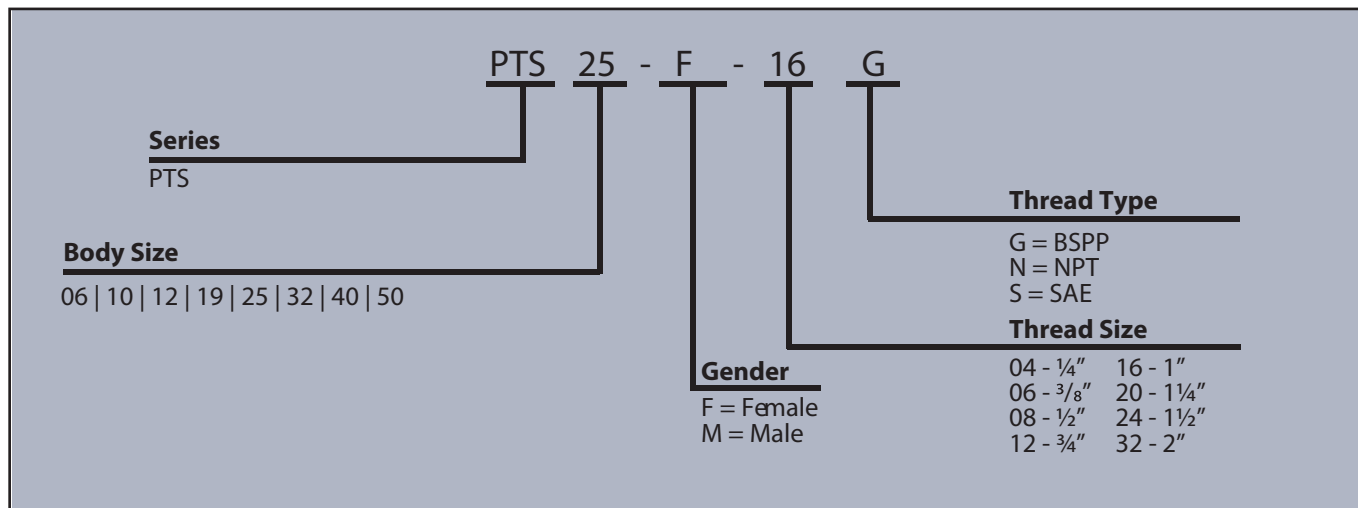 PTS 25 - F - 16 G
Series
PTS
Body Size
06 | 10 | 12 | 19 | 25 | 32 | 40 | 50
Gender
F = Female
M = Male
Thread Type
G = BSPP
N = NPT
S = SAE
Thread Size
04 - ¼” 16 - 1”
06 - ³/₈” 20 - 1¼”
08 - ½” 24 - 1½”
12 - ¾” 32 - 2”